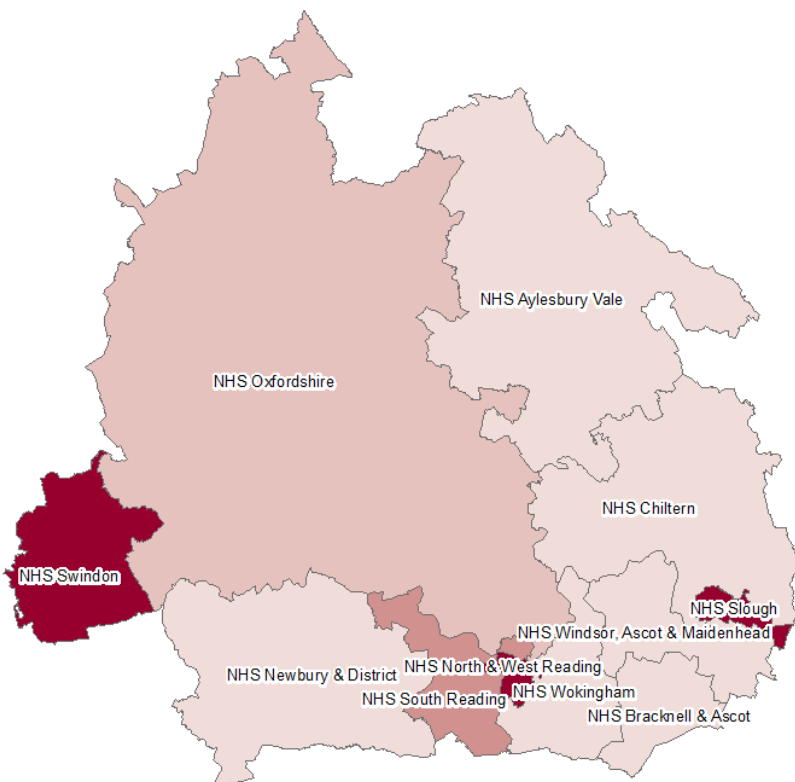 NHS Aylesbury Vale
NHS Oxfordshire
NHS Chiltern
NHS Swindon
NHS Slough
NHS Windsor, Ascot & Maidenhead
NHS North & West Reading
NHS Newbury & District
NHS Wokingham
NHS South Reading
NHS Bracknell & Ascot